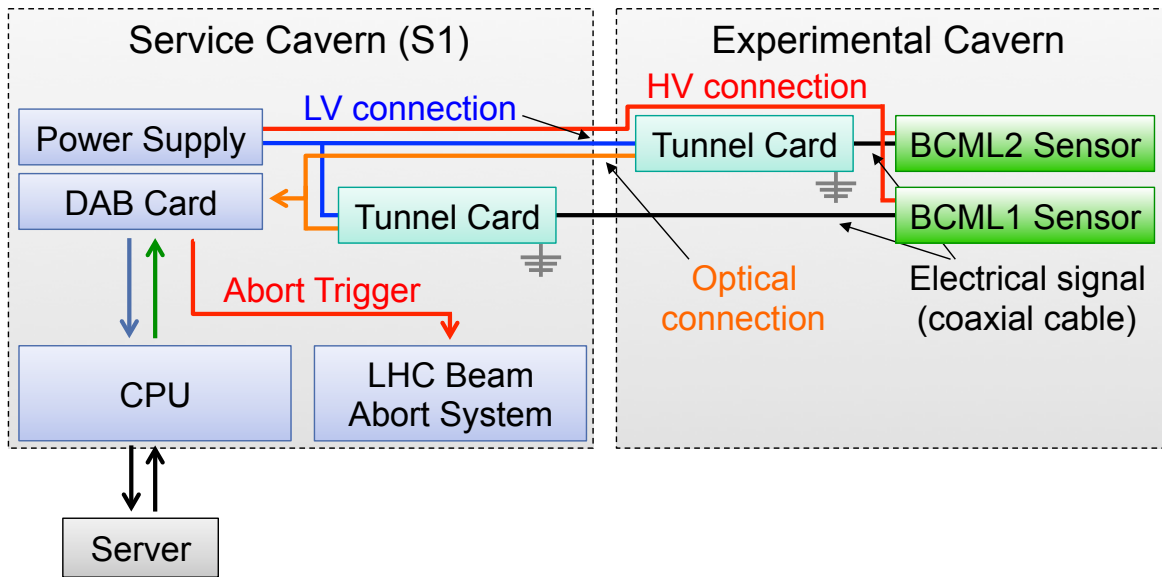 Service Cavern (S1)
Experimental Cavern
LV connection
HV connection
Power Supply
Tunnel Card
BCML2 Sensor
DAB Card
Tunnel Card
BCML1 Sensor
Abort Trigger
Optical
connection
Electrical signal
(coaxial cable)
CPU
LHC Beam
Abort System
Server